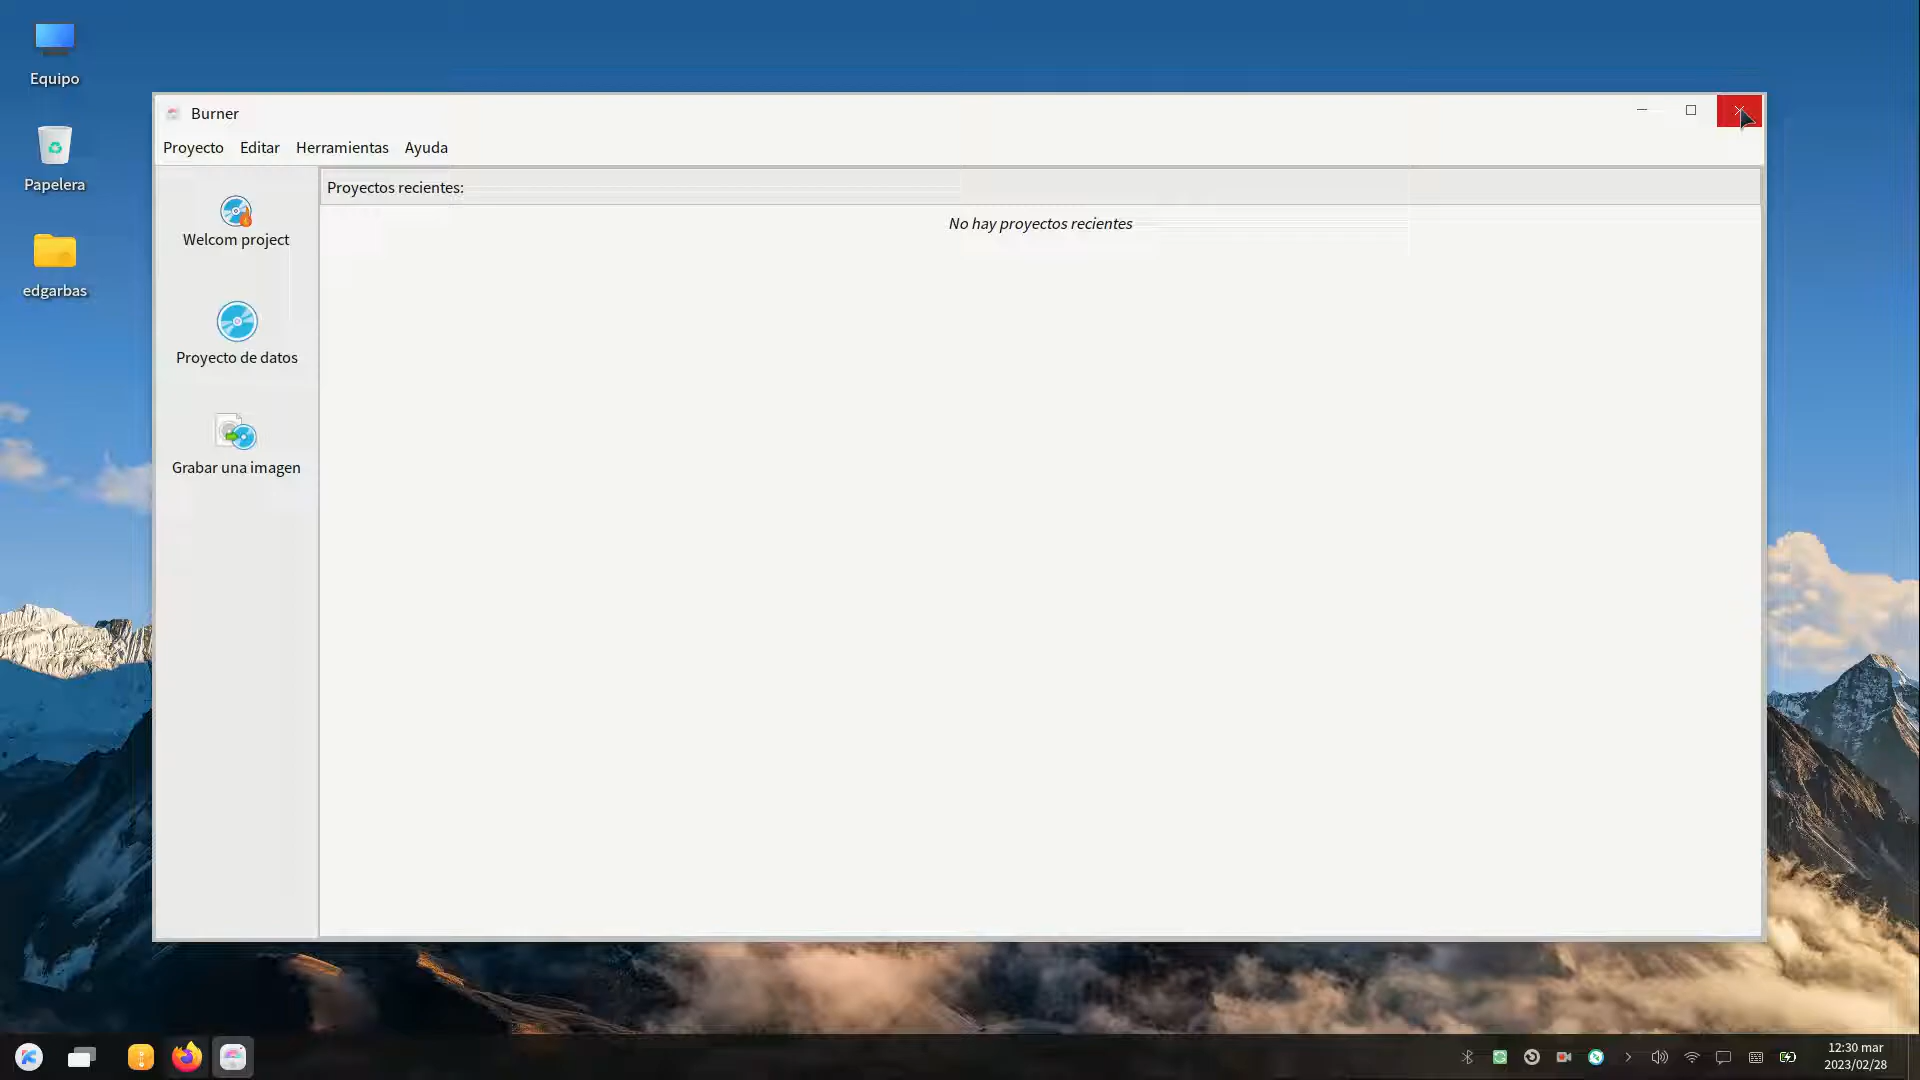 Equipo
Papelera
edgarbas
Burner
Proyecto Editar Herramientas Ayuda
Welcom project
Proyecto de datos
Grabar una imagen
Proyectos recientes:
No hay proyectos recientes
12:30 mar
2023/02/28